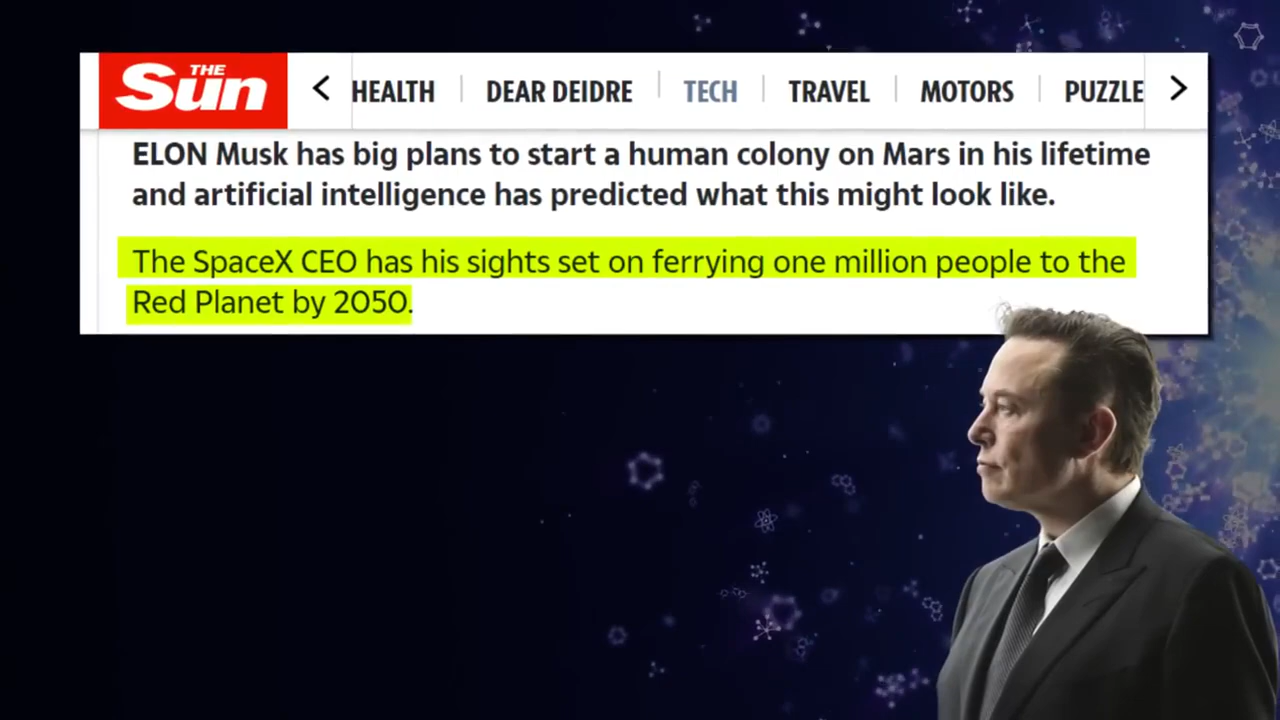 THE
Sun
HEALTH DEAR DEIDRE TECH TRAVEL MOTORS PUZZLE
ELON Musk has big plans to start a human colony on Mars in his lifetime
and artificial intelligence has predicted what this might look like.
The SpaceX CEO has his sights set on ferrying one million people to the
Red Planet by 2050.